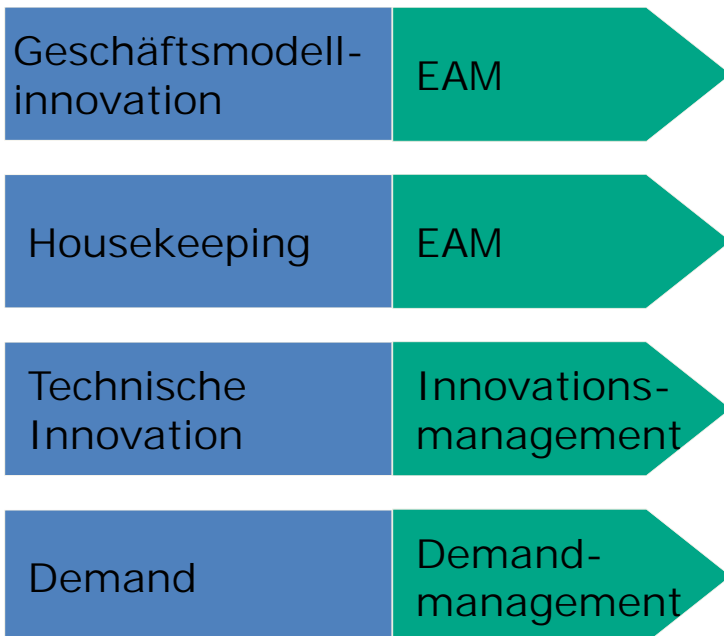 Geschäftsmodell-
innovation
EAM
Housekeeping
EAM
Technische
Innovation
Innovations-
management
Demand
Demand-
management